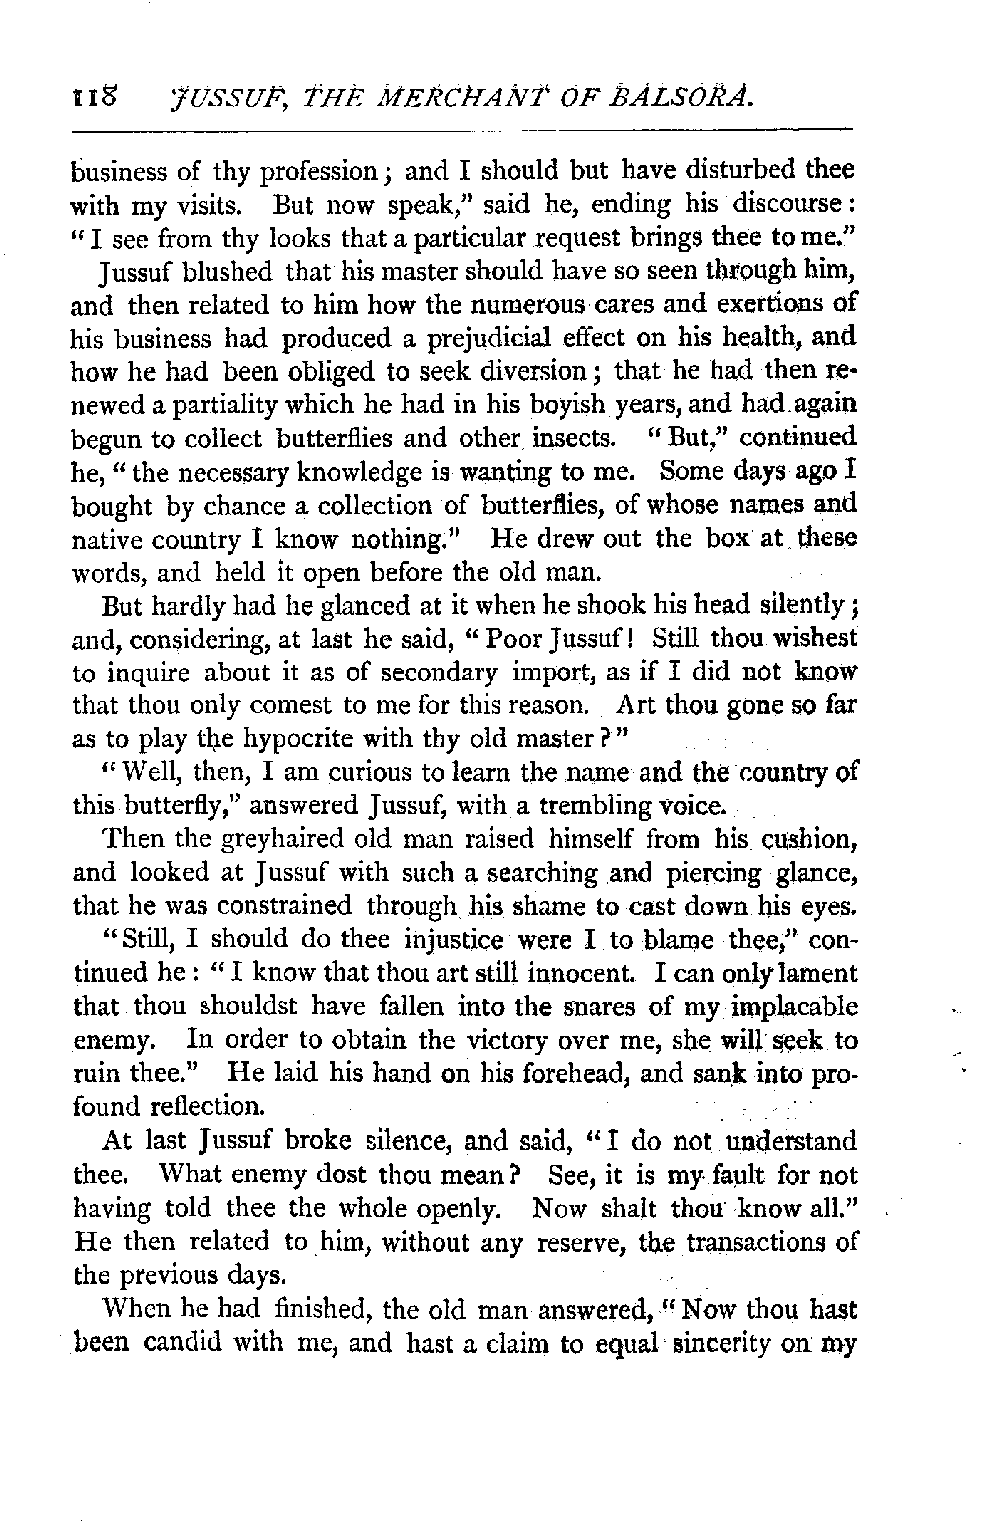 118 JUSSUF, THE MERCHANT OF BALSORA.
business of thy profession; and I should but have disturbed thee
with my visits. But now speak,” said he, ending his discourse:
“I see from thy looks that a particular request brings thee to me.”
Jussuf blushed that his master should have so seen through him,
and then related to him how the numerous cares and exertions of
his business had produced a prejudicial effect on his health, and
how he had been obliged to seek diversion; that he had then re-
newed a partiality which he had in his boyish years, and had again
begun to collect butterflies and other insects. “But,” continued
he, “the necessary knowledge is wanting to me. Some days ago I
bought by chance a collection of butterflies, of whose names and
native country I know nothing.” He drew out the box at these
words, and held it open before the old man.
But hardly had he glanced at it when he shook his head silently;
and, considering, at last he said, “Poor Jussuf! Still thou wishest
to inquire about it as of secondary import, as if I did not know
that thou only comest to me for this reason. Art thou gone so far
as to play the hypocrite with thy old master?”
“Well, then, I am curious to learn the name and the country of
this butterfly,” answered Jussuf, with a trembling voice.
Then the greyhaired old man raised himself from his cushion,
and looked at Jussuf with such a searching and piercing glance,
that he was constrained through his shame to cast down his eyes.
“Still, I should do thee injustice were I to blame thee,” con-
tinued he: “I know that thou art still innocent. I can only lament
that thou shouldst have fallen into the snares of my implacable
enemy. In order to obtain the victory over me, she will seek to
ruin thee.” He laid his hand on his forehead, and sank into pro-
found reflection.
At last Jussuf broke silence, and said, “I do not understand
thee. What enemy dost thou mean? See, it is my fault for not
having told thee the whole openly. Now shalt thou know all.”
He then related to him, without any reserve, the transactions of
the previous days.
When he had finished, the old man answered, “Now thou hast
been candid with me, and hast a claim to equal sincerity on my